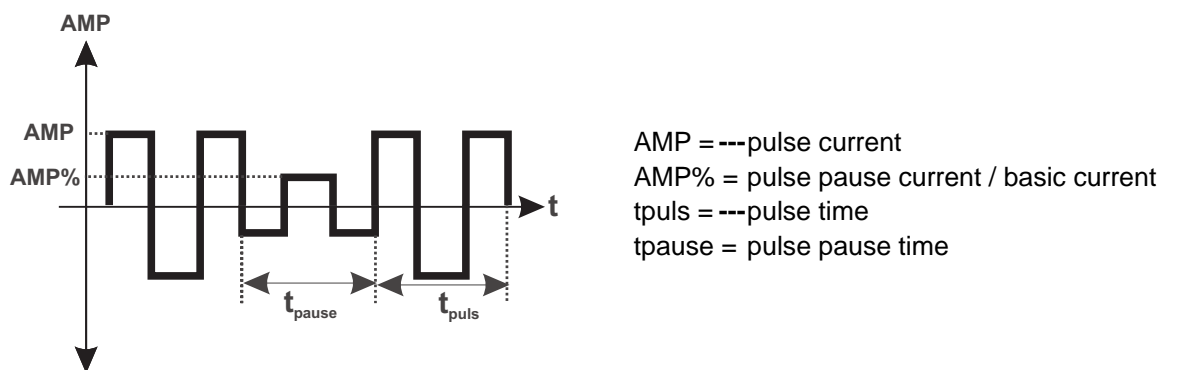 AMP
AMP
AMP%
t
tpause
tpuls
AMP = ---pulse current
AMP% = pulse pause current / basic current
tpuls = ---pulse time
tpause = pulse pause time